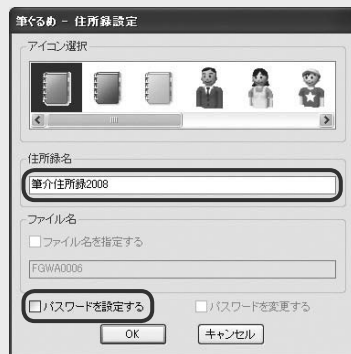 筆ぐるめ - 住所録設定
アイコン選択
住所録名
筆介住所録2008
ファイル名
ファイル名を指定する
FGWA0006
パスワードを設定する
パスワードを変更する
OK
キャンセル